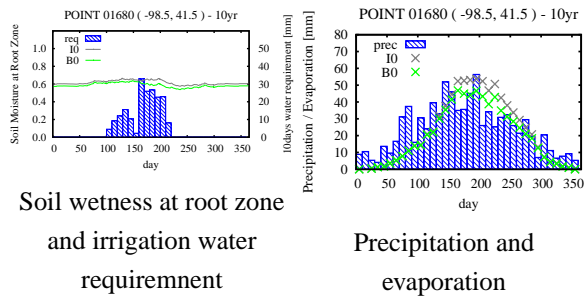 POINT 01680 ( -98.5, 41.5 ) - 10yr
req
I0
B0
Soil Moisture at Root Zone
1.2
1.0
0.8
0.6
0.4
0.2
0.0
50
40
30
20
10
0
10days water requirement [mm]
0 50 100 150 200 250 300 350
day
Soil wetness at root zone
and irrigation water
requiremnent
POINT 01680 ( -98.5, 41.5 ) - 10yr
prec
I0
B0
Precipitation / Evaporation [mm]
80
70
60
50
40
30
20
10
0
0 50 100 150 200 250 300 350
day
Precipitation and
evaporation